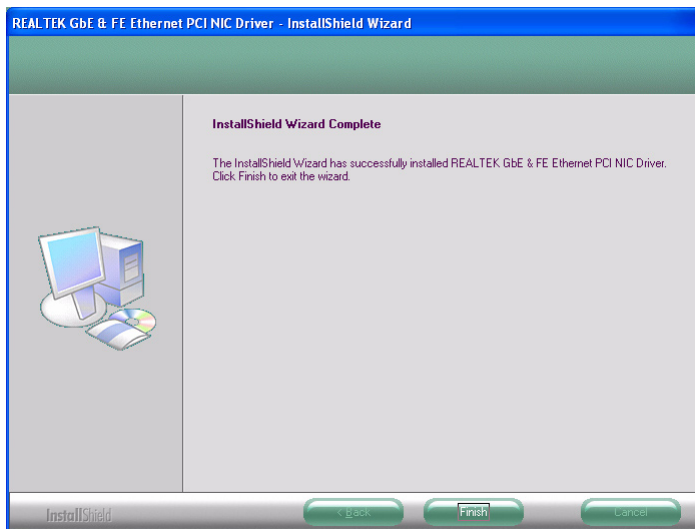 REALTEK GbE & FE Ethernet PCI NIC Driver - InstallShield Wizard
InstallShield Wizard Complete
The InstallShield Wizard has successfully installed REALTEK GbE & FE Ethernet PCI NIC Driver.
Click Finish to exit the wizard.
InstallShield
< Back
Finish
Cancel